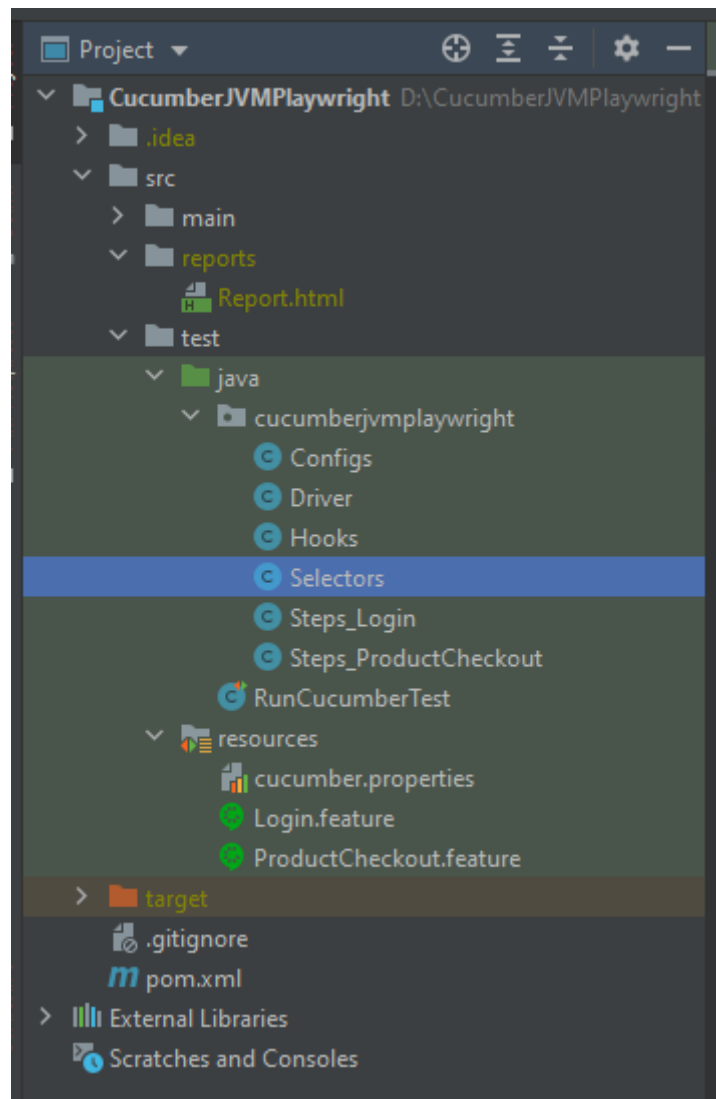 Project
CucumberJVMPlaywright D:\CucumberJVMPlaywright
.idea
src
main
reports
Report.html
test
java
cucumberjvmplaywright
Configs
Driver
Hooks
Selectors
Steps_Login
Steps_ProductCheckout
RunCucumberTest
resources
cucumber.properties
Login.feature
ProductCheckout.feature
target
.gitignore
pom.xml
External Libraries
Scratches and Consoles